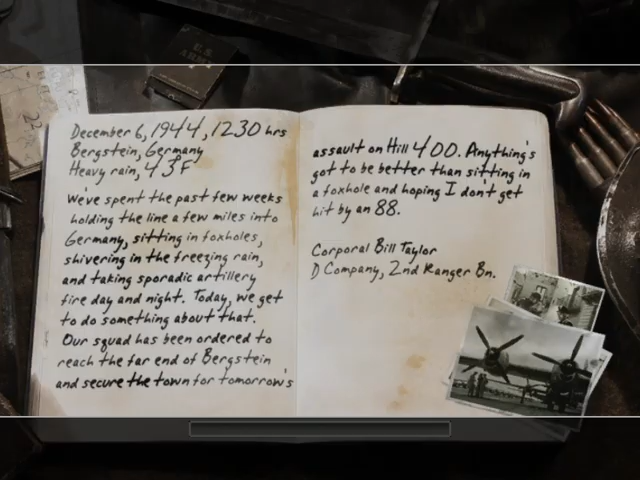 U.S.
ARMY
22
December 6, 1944, 1230 hrs
Bergstein, Germany
Heavy rain, 43F
We've spent the past few weeks
holding the line a few miles into
Germany, sitting in foxholes,
shivering in the freezing rain,
and taking sporadic artillery
fire day and night. Today, we get
to do something about that.
Our squad has been ordered to
reach the far end of Bergstein
and secure the town for tomorrow's
assault on Hill 400. Anything's
got to be better than sitting in
a foxhole and hoping I don't get
hit by an 88.
Corporal Bill Taylor
D Company, 2nd Ranger Bn.